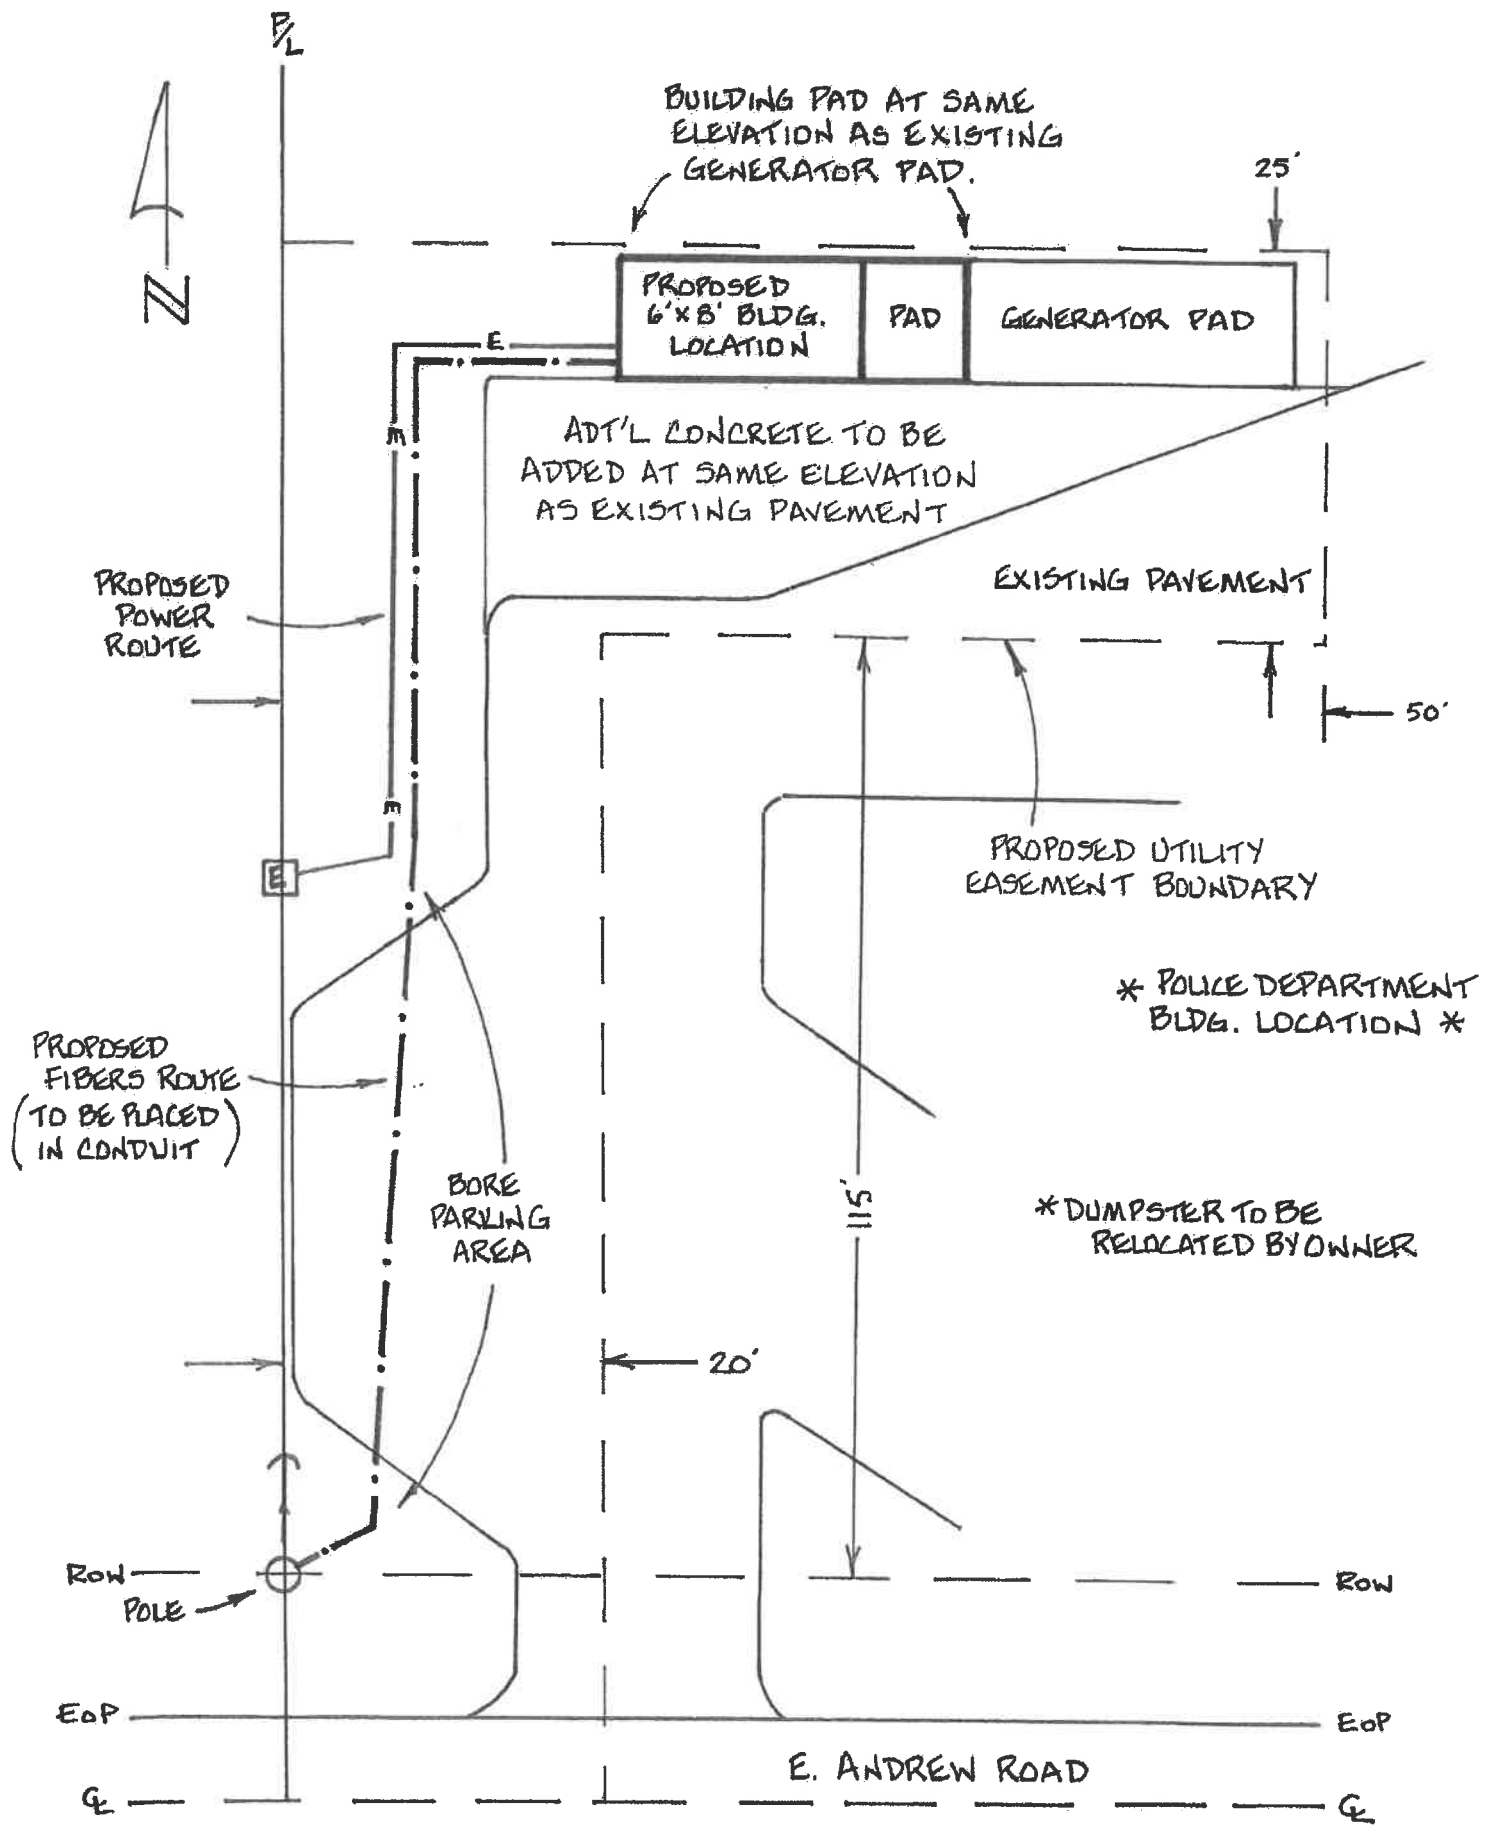 P/L
BUILDING PAD AT SAME
ELEVATION AS EXISTING
GENERATOR PAD.
25'
N
PROPOSED
6'x8' BLDG.
LOCATION
PAD
GENERATOR PAD
E
E
ADT'L CONCRETE TO BE
ADDED AT SAME ELEVATION
AS EXISTING PAVEMENT
PROPOSED
POWER
ROUTE
EXISTING PAVEMENT
50'
E
E
PROPOSED UTILITY
EASEMENT BOUNDARY
* POLICE DEPARTMENT
BLDG. LOCATION *
PROPOSED
FIBERS ROUTE
(TO BE PLACED
IN CONDUIT)
BORE
PARKING
AREA
115'
*DUMPSTER TO BE
RELOCATED BY OWNER
20'
ROW
ROW
POLE
EOP
EOP
E. ANDREW ROAD
CL
CL